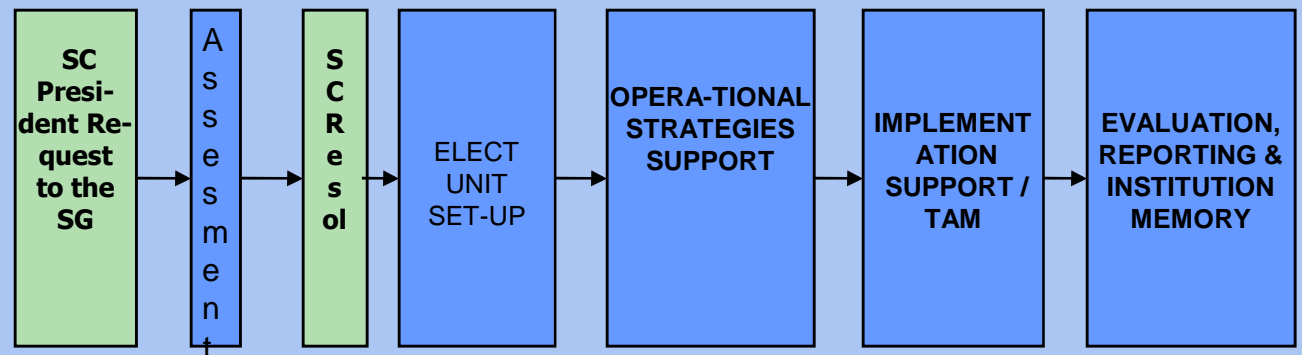 SC
Presi-
dent Re-
quest
to the
SG
A
s
s
e
s
m
e
n
t
S
C
R
e
s
ol
ELECT
UNIT
SET-UP
OPERA-TIONAL
STRATEGIES
SUPPORT
IMPLEMENT
ATION
SUPPORT /
TAM
EVALUATION,
REPORTING &
INSTITUTION
MEMORY